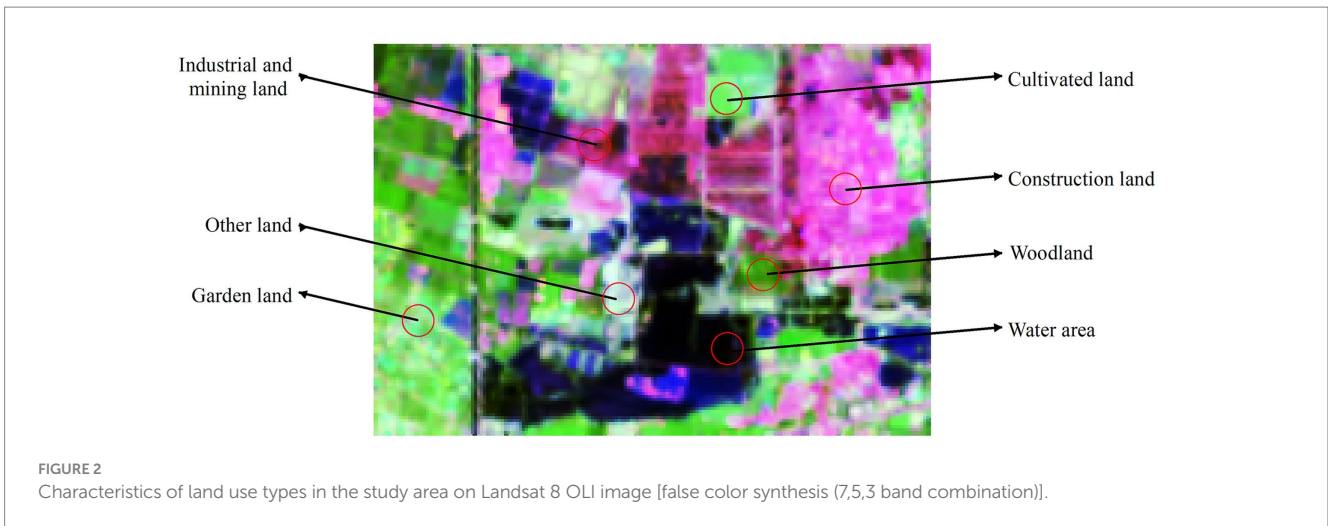 Industrial and
mining land
Cultivated land
Construction land
Other land
Woodland
Garden land
Water area
FIGURE 2
Characteristics of land use types in the study area on Landsat 8 OLI image [false color synthesis (7,5,3 band combination)].